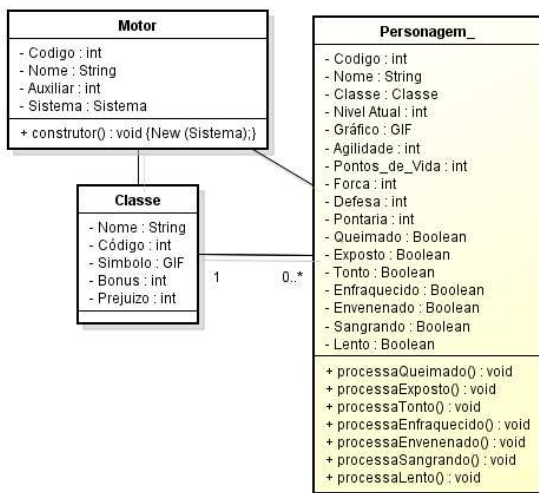 Motor
- Codigo : int
- Nome : String
- Auxiliar : int
- Sistema : Sistema
+ construtor() : void {New (Sistema);}
Classe
- Nome : String
- Código : int
- Simbolo : GIF
- Bonus : int
- Prejuizo : int
1
0..*
Personagem_
- Codigo : int
- Nome : String
- Classe : Classe
- Nivel Atual : int
- Gráfico : GIF
- Agilidade : int
- Pontos_de_Vida : int
- Forca : int
- Defesa : int
- Pontaria : int
- Queimado : Boolean
- Exposto : Boolean
- Tonto : Boolean
- Enfraquecido : Boolean
- Envenenado : Boolean
- Sangrando : Boolean
- Lento : Boolean
+ processaQueimado() : void
+ processaExposto() : void
+ processaTonto() : void
+ processaEnfraquecido() : void
+ processaEnvenenado() : void
+ processaSangrando() : void
+ processaLento() : void